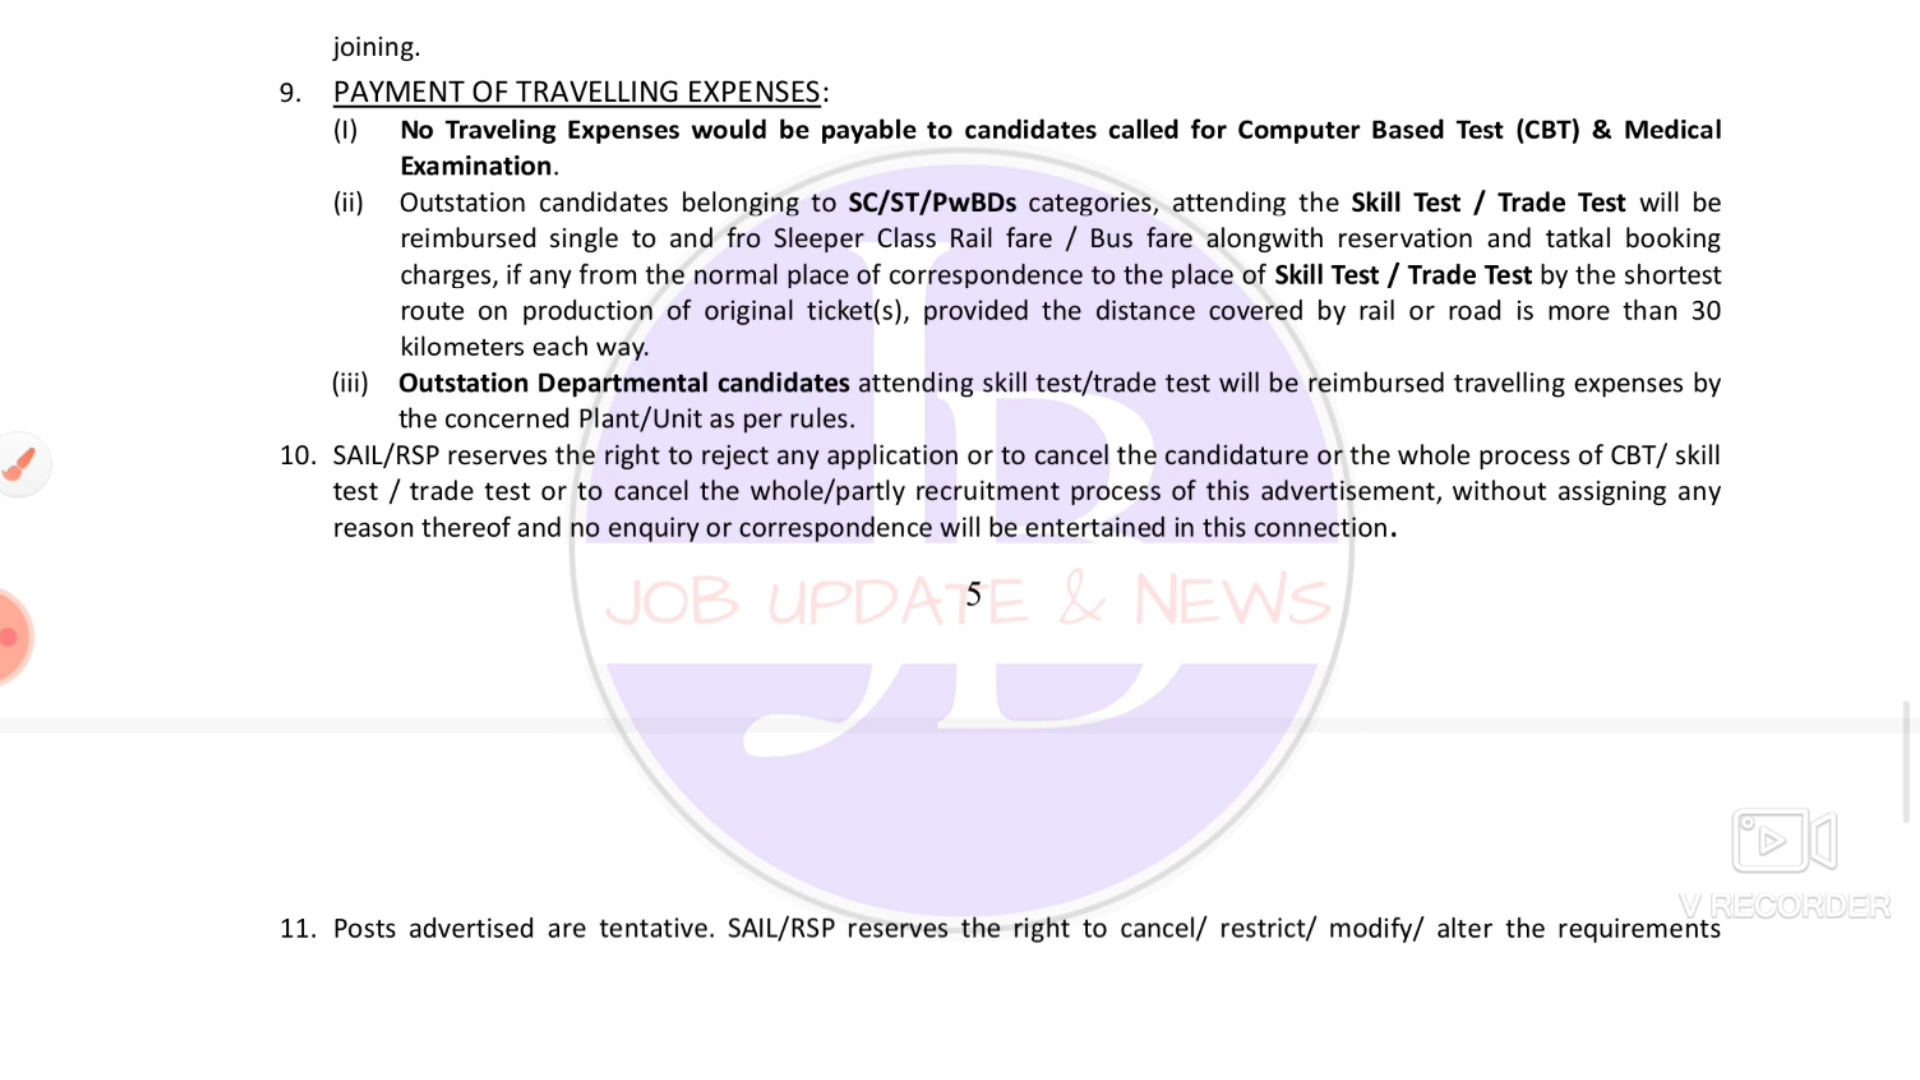 joining.
9. PAYMENT OF TRAVELLING EXPENSES:
(I) No Traveling Expenses would be payable to candidates called for Computer Based Test (CBT) & Medical
Examination.
(ii) Outstation candidates belonging to SC/ST/PwBDs categories, attending the Skill Test / Trade Test will be
reimbursed single to and fro Sleeper Class Rail fare / Bus fare alongwith reservation and tatkal booking
charges, if any from the normal place of correspondence to the place of Skill Test / Trade Test by the shortest
route on production of original ticket(s), provided the distance covered by rail or road is more than 30
kilometers each way.
(iii) Outstation Departmental candidates attending skill test/trade test will be reimbursed travelling expenses by
the concerned Plant/Unit as per rules.
10. SAIL/RSP reserves the right to reject any application or to cancel the candidature or the whole process of CBT/ skill
test / trade test or to cancel the whole/partly recruitment process of this advertisement, without assigning any
reason thereof and no enquiry or correspondence will be entertained in this connection.
JOB UPDATE & NEWS
5
V RECORDER
11. Posts advertised are tentative. SAIL/RSP reserves the right to cancel/ restrict/ modify/ alter the requirements